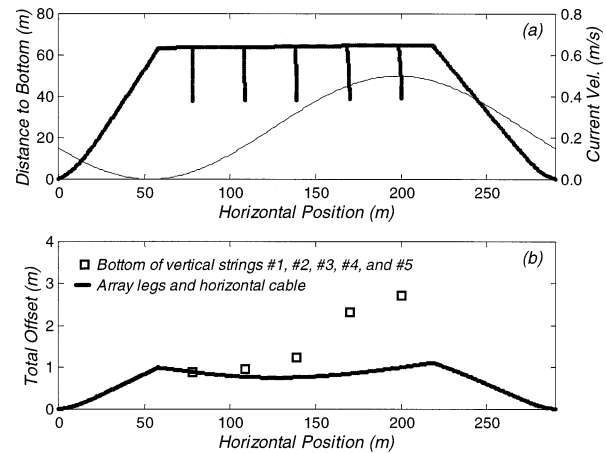 80
60
40
20
0
Distance to Bottom (m)
(a)
0.8
0.6
0.4
0.2
0.0
Current Vel. (m/s)
0 50 100 150 200 250
Horizontal Position (m)
4
3
2
1
0
Total Offset (m)
(b)
Bottom of vertical strings #1, #2, #3, #4, and #5
Array legs and horizontal cable
0 50 100 150 200 250
Horizontal Position (m)